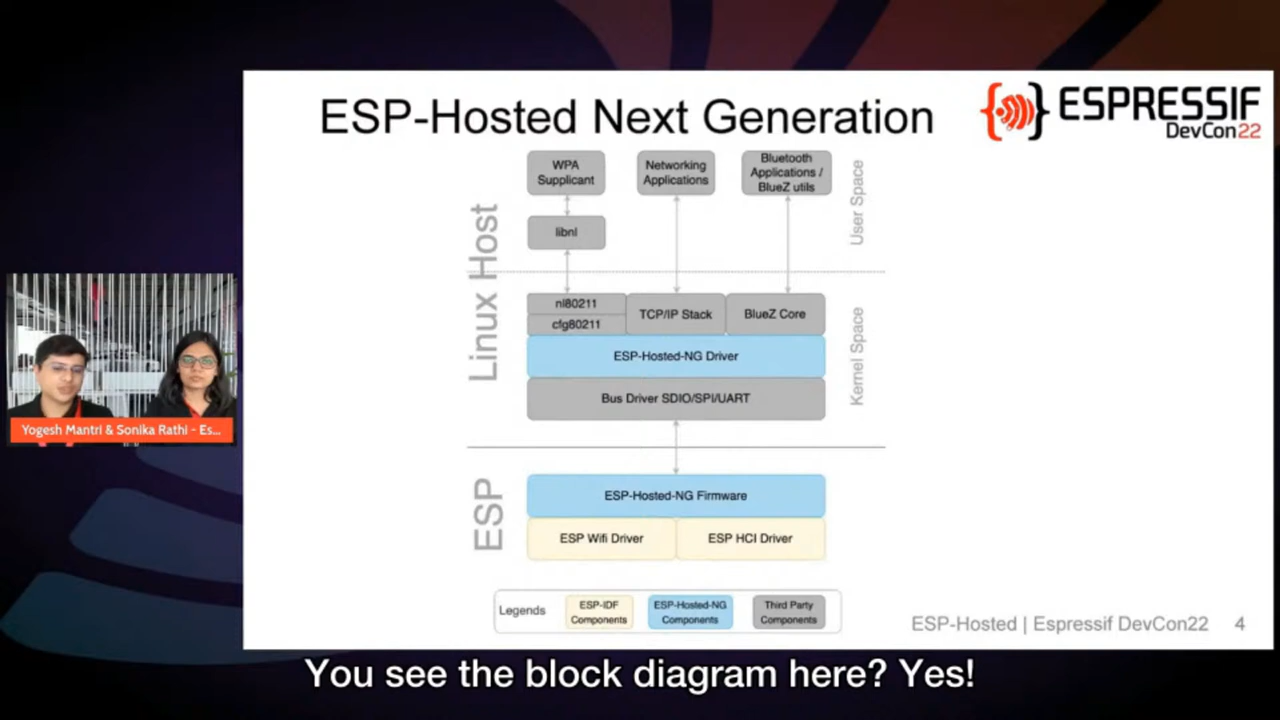 ESP-Hosted Next Generation
ESPRESSIF
DevCon22
WPA
Supplicant
Networking
Applications
Bluetooth
Applications /
BlueZ utils
User Space
libnl
Linux Host
nl80211
cfg80211
TCP/IP Stack
BlueZ Core
ESP-Hosted-NG Driver
Kernel Space
Bus Driver SDIO/SPI/UART
ESP
ESP-Hosted-NG Firmware
ESP Wifi Driver
ESP HCI Driver
Legends
ESP-IDF
Components
ESP-Hosted-NG
Components
Third Party
Components
ESP-Hosted | Espressif DevCon22 4
Yogesh Mantri & Sonika Rathi - Es...
You see the block diagram here? Yes!